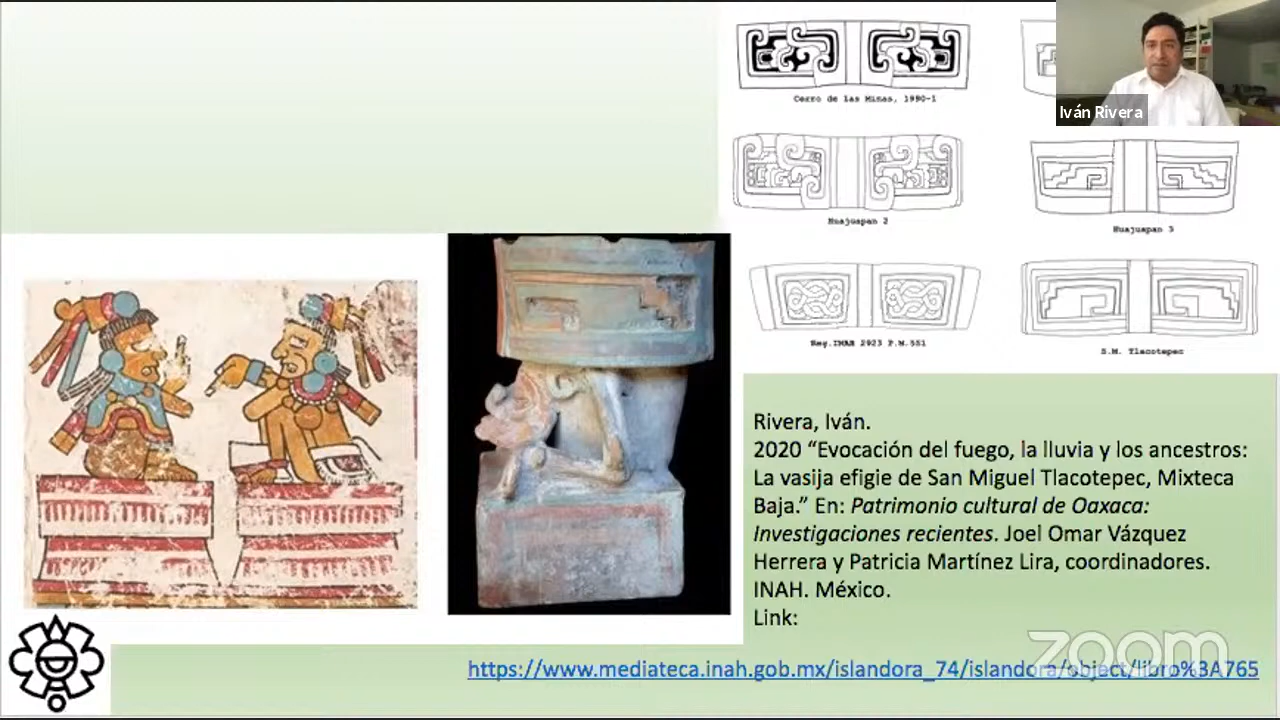 Cerro de las Minas, 1990-1
Iván Rivera
Huajuapan 2
Huajuapan 3
Reg.INAH 2923 P.M.551
S.M. Tlacotepec
Rivera, Iván.
2020 “Evocación del fuego, la lluvia y los ancestros:
La vasija efigie de San Miguel Tlacotepec, Mixteca
Baja.” En: Patrimonio cultural de Oaxaca:
Investigaciones recientes. Joel Omar Vázquez
Herrera y Patricia Martínez Lira, coordinadores.
INAH. México.
Link:
zoom
https://www.mediateca.inah.gob.mx/islandora_74/islandora/object/libro%3A765